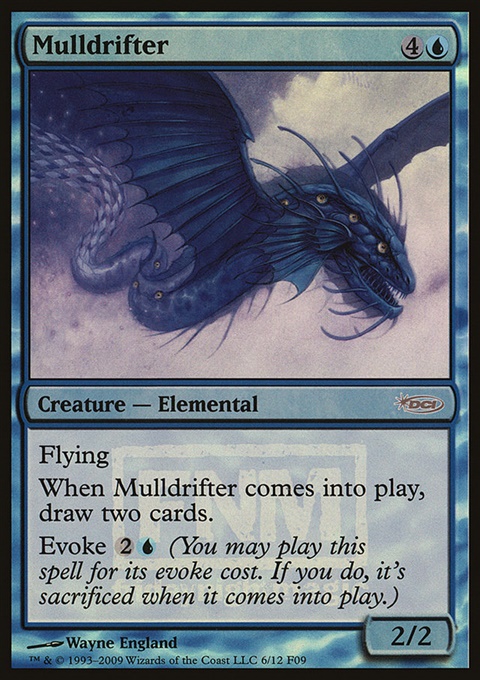 Mulldrifter 4
Creature — Elemental
DCI
FNM
Flying
When Mulldrifter comes into play,
draw two cards.
Evoke 2 (You may play this
spell for its evoke cost. If you do, it's
sacrificed when it comes into play.)
Wayne England
2/2
™ & © 1993–2009 Wizards of the Coast LLC 6/12 F09